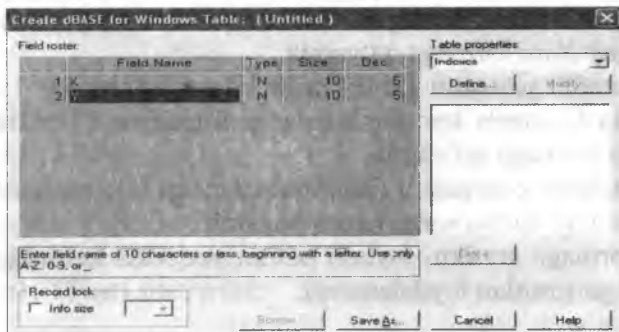 Create dBASE for Windows Table: (Untitled)
Field roster: Table properties:
Field Name Type Size Dec
Indexes
1 X N 10 5
Define... Modify...
2 Y N 10 5
Enter field name of 10 characters or less, beginning with a letter. Use only
A-Z, 0-9, or _
Record lock
Info size
Borrow... Save As... Cancel Help